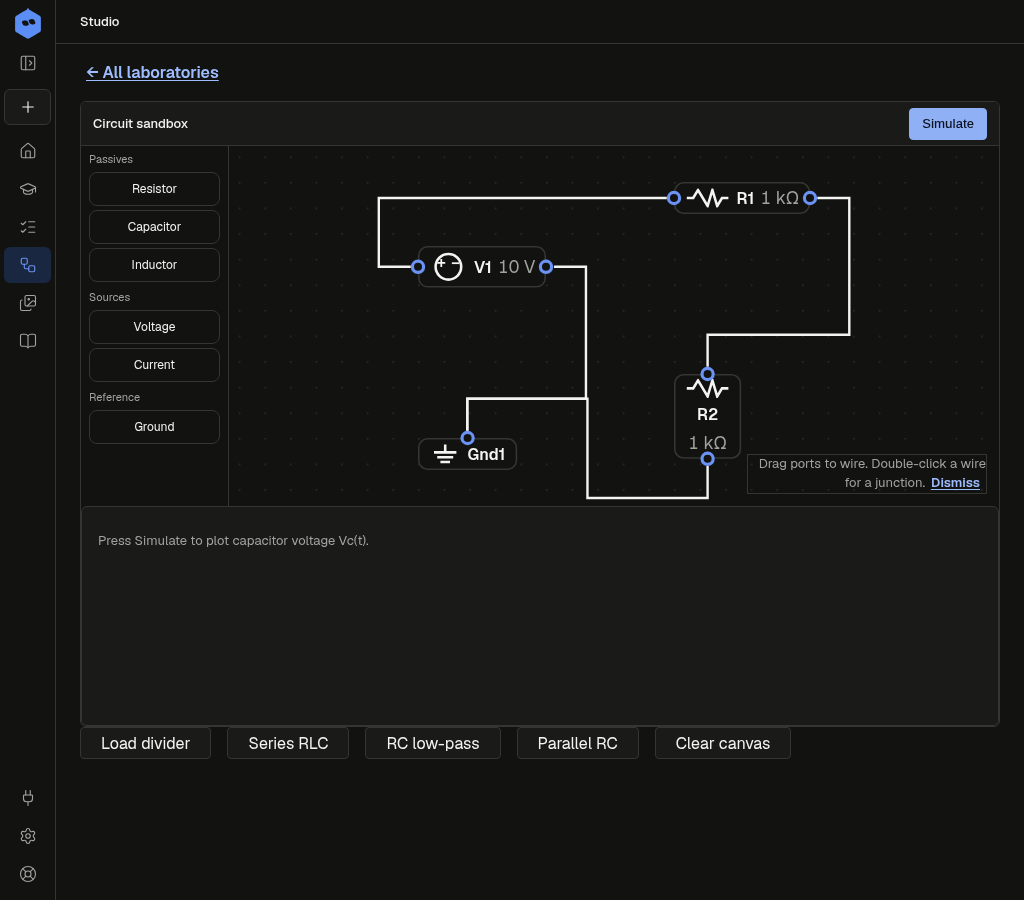 Studio
← All laboratories
Circuit sandbox
Simulate
Passives
Resistor
Capacitor
Inductor
Sources
Voltage
Current
Reference
Ground
R1 1 kΩ
V1 10 V
R2
1 kΩ
Gnd1
Drag ports to wire. Double-click a wire
for a junction. Dismiss
Press Simulate to plot capacitor voltage Vc(t).
Load divider
Series RLC
RC low-pass
Parallel RC
Clear canvas